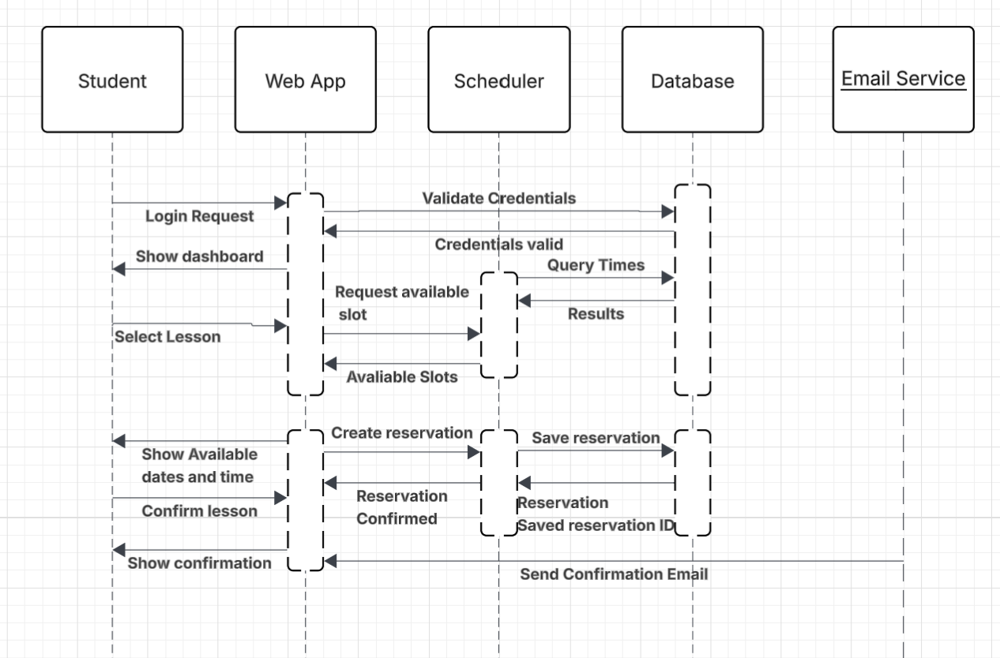 Student
Web App
Scheduler
Database
Email Service
Validate Credentials
Login Request
Credentials valid
Show dashboard
Query Times
Request available
slot
Results
Select Lesson
Avaliable Slots
Create reservation
Save reservation
Show Available
dates and time
Reservation
Confirmed
Reservation
Saved reservation ID
Confirm lesson
Show confirmation
Send Confirmation Email